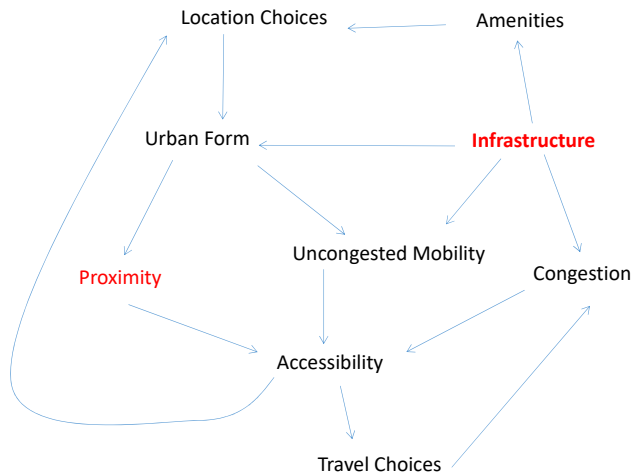 Location Choices
Amenities
Urban Form
Infrastructure
Uncongested Mobility
Proximity
Congestion
Accessibility
Travel Choices